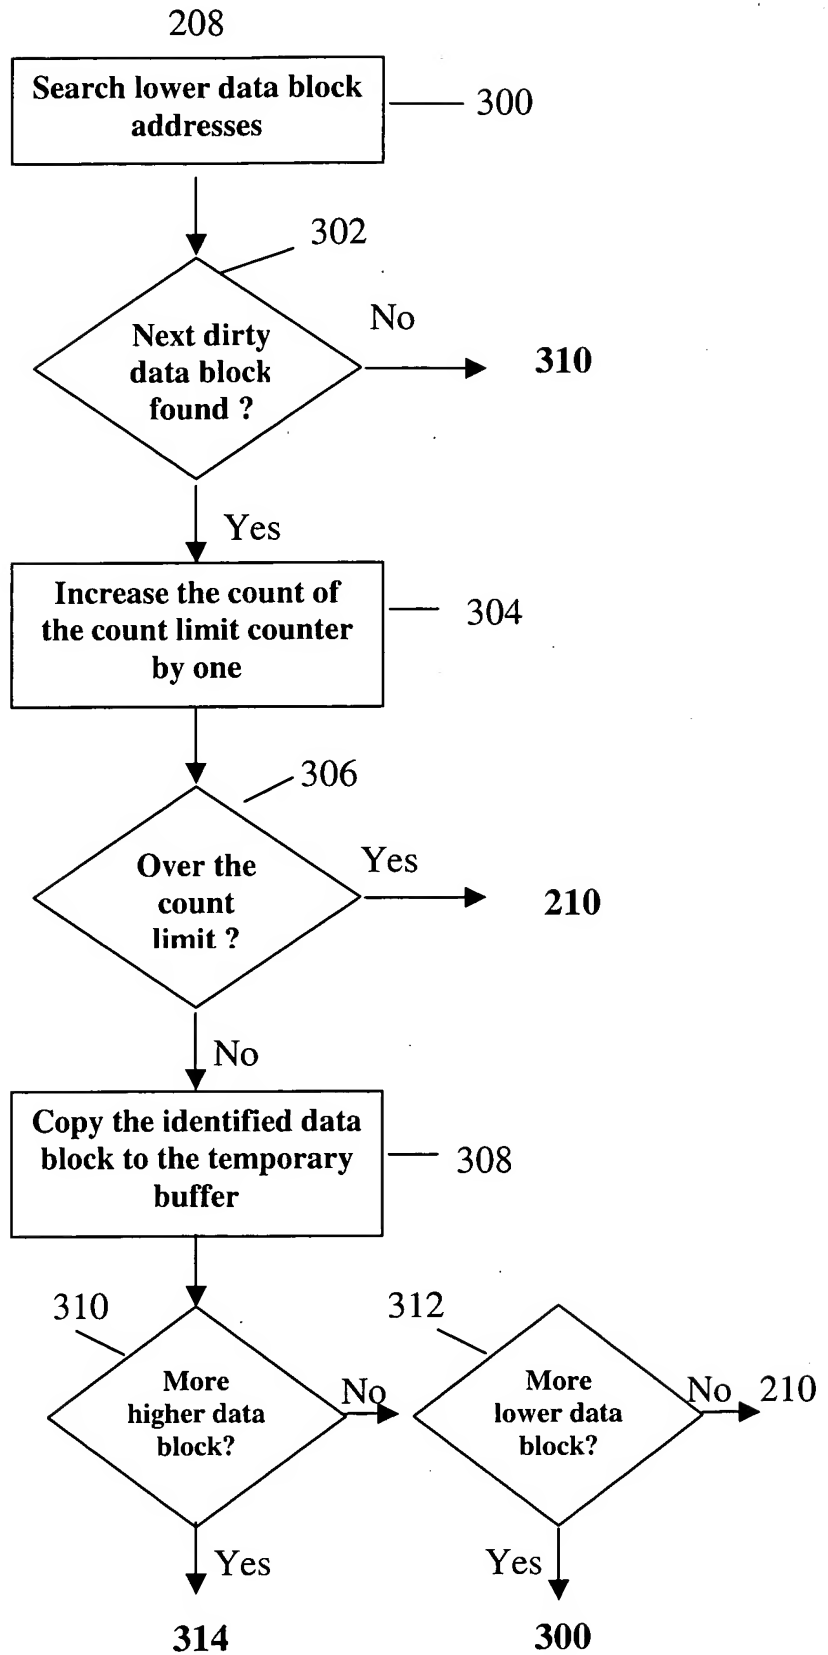 208
Search lower data block
addresses
300
302
Next dirty
data block
found ?
No
310
Yes
Increase the count of
the count limit counter
by one
304
306
Over the
count
limit ?
Yes
210
No
Copy the identified data
block to the temporary
buffer
308
310
More
higher data
block?
No
312
More
lower data
block?
No 210
Yes
314
Yes
300